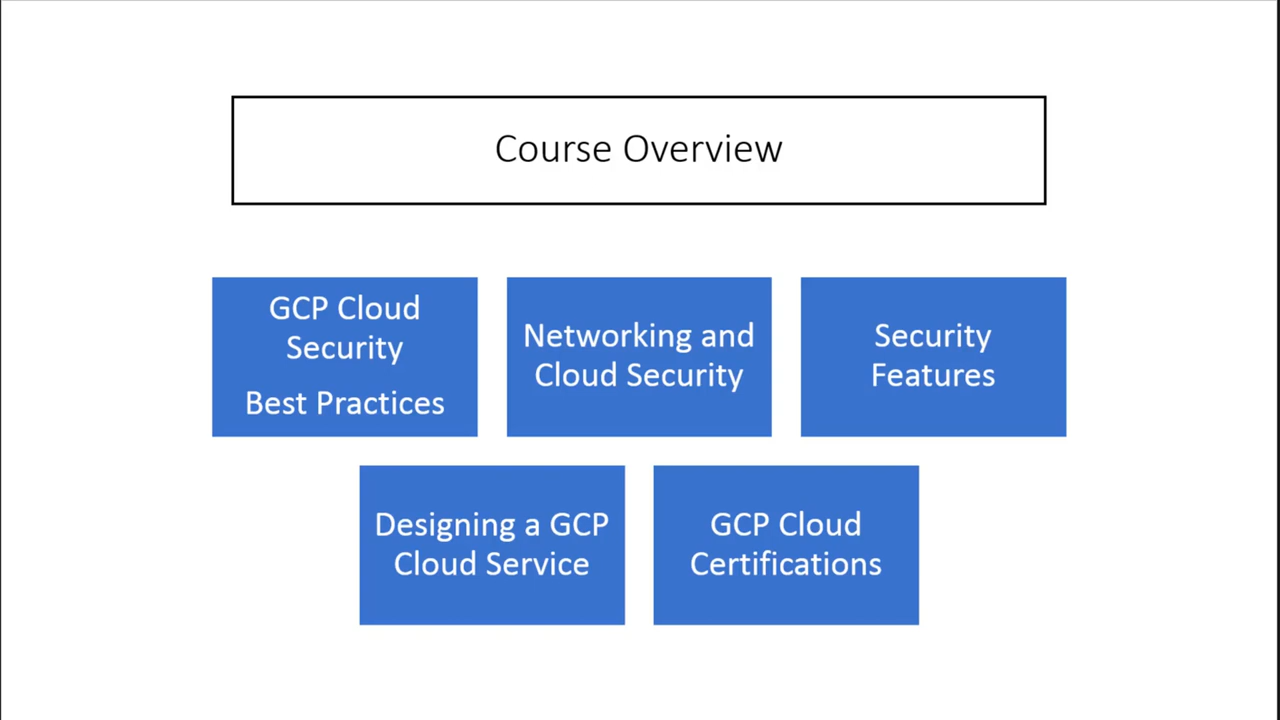 Course Overview
GCP Cloud
Security
Best Practices
Networking and
Cloud Security
Security
Features
Designing a GCP
Cloud Service
GCP Cloud
Certifications